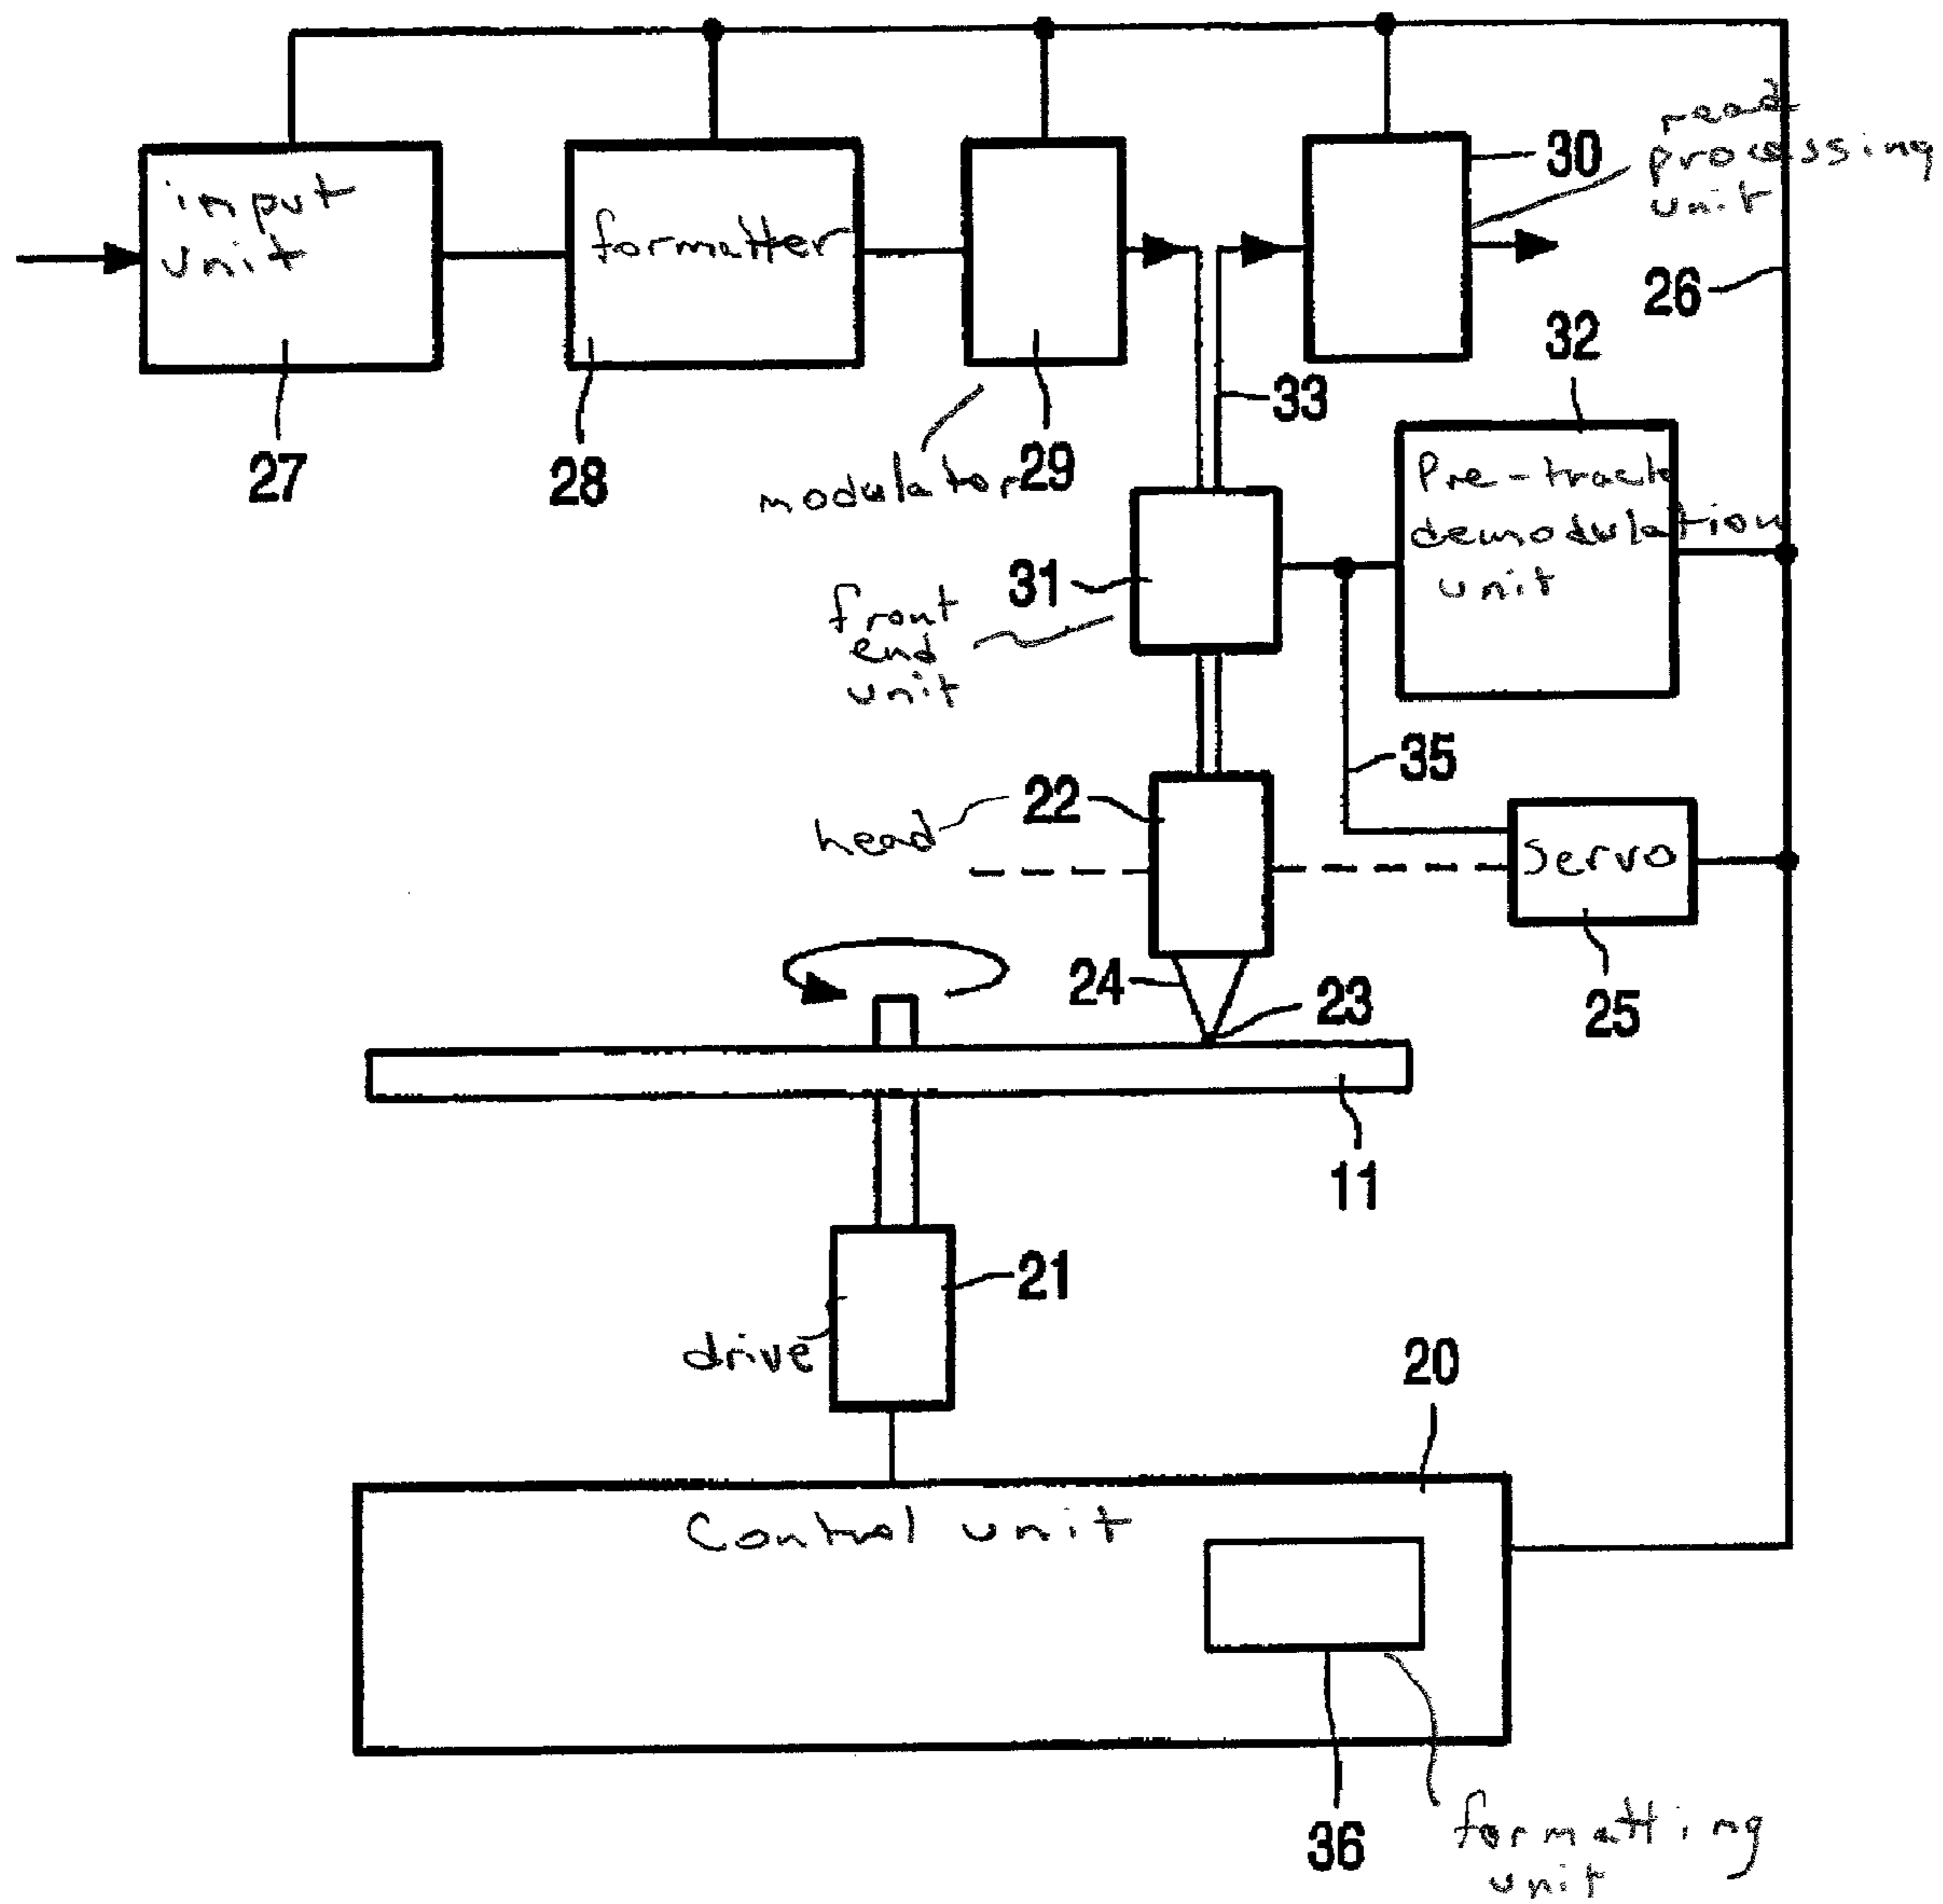 read
processing
unit
30
input
unit
formatter
26
32
33
27
28
modulator
29
Pre-track
demodulation
unit
31
front
end
unit
35
22
head
Servo
24
23
25
11
21
drive
20
Control unit
36
formatting
unit